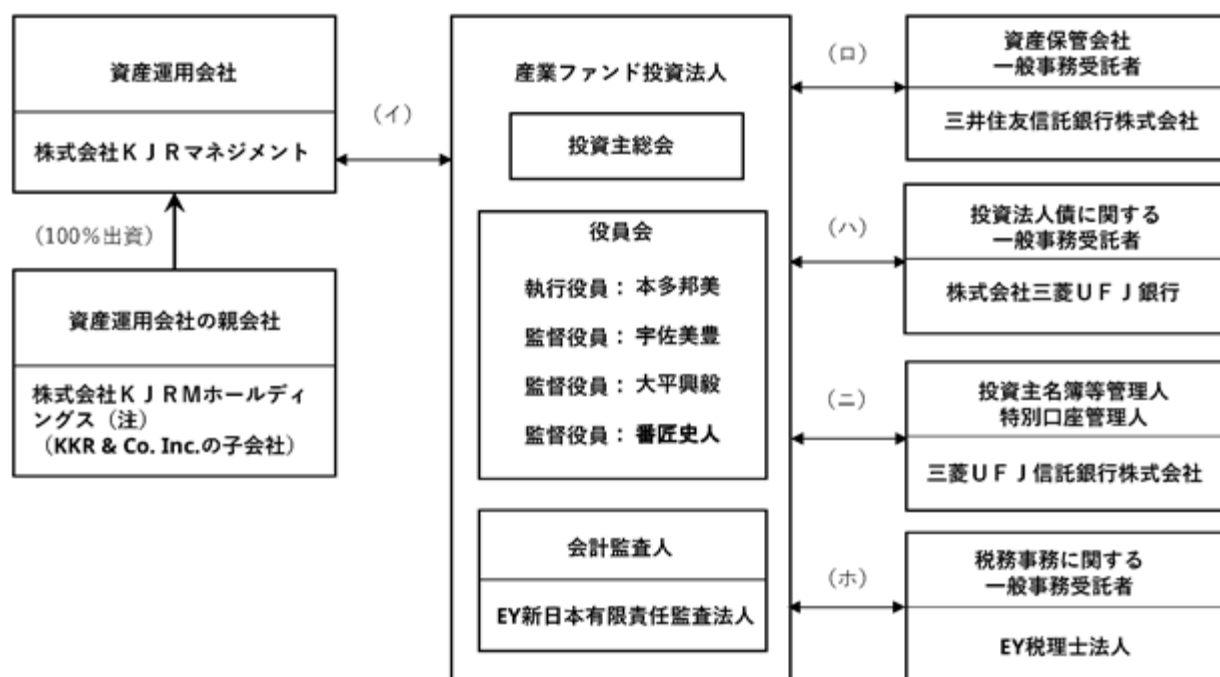 資産運用会社
株式会社ＫＪＲマネジメント
（100％出資）
資産運用会社の親会社
株式会社ＫＪＲＭホールディ
ングス（注）
（KKR & Co. Inc.の子会社）
（イ）
産業ファンド投資法人
投資主総会
役員会
執行役員： 本多邦美
監督役員： 宇佐美豊
監督役員： 大平興毅
監督役員： 番匠史人
会計監査人
EY新日本有限責任監査法人
（ロ）
資産保管会社
一般事務受託者
三井住友信託銀行株式会社
（ハ）
投資法人債に関する
一般事務受託者
株式会社三菱ＵＦＪ銀行
（ニ）
投資主名簿等管理人
特別口座管理人
三菱ＵＦＪ信託銀行株式会社
（ホ）
税務事務に関する
一般事務受託者
EY税理士法人